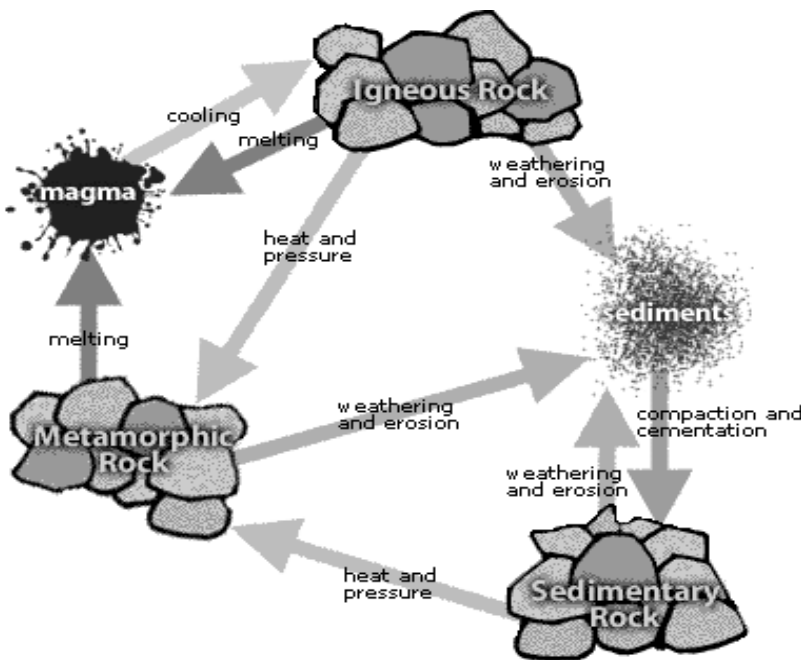 Igneous Rock
cooling
melting
weathering
and erosion
magma
heat and
pressure
sediments
melting
weathering
and erosion
compaction and
cementation
Metamorphic
Rock
weathering
and erosion
heat and
pressure
Sedimentary
Rock